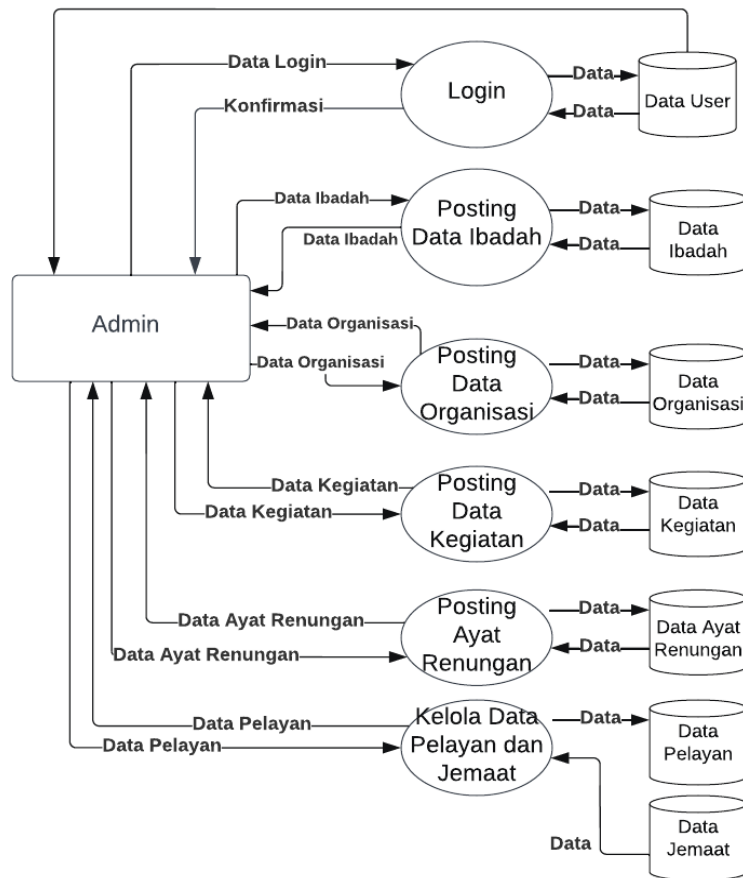 Data Login
Data
Login
Data User
Konfirmasi
Data
Data Ibadah
Posting
Data Ibadah
Data
Data
Ibadah
Data Ibadah
Data
Admin
Data Organisasi
Data Organisasi
Posting
Data
Organisasi
Data
Data
Data
Organisasi
Data Kegiatan
Data Kegiatan
Posting
Data
Kegiatan
Data
Data
Data
Kegiatan
Data Ayat Renungan
Data Ayat Renungan
Posting
Ayat
Renungan
Data
Data
Data Ayat
Renungan
Data Pelayan
Data Pelayan
Kelola Data
Pelayan dan
Jemaat
Data
Data
Pelayan
Data
Data
Jemaat